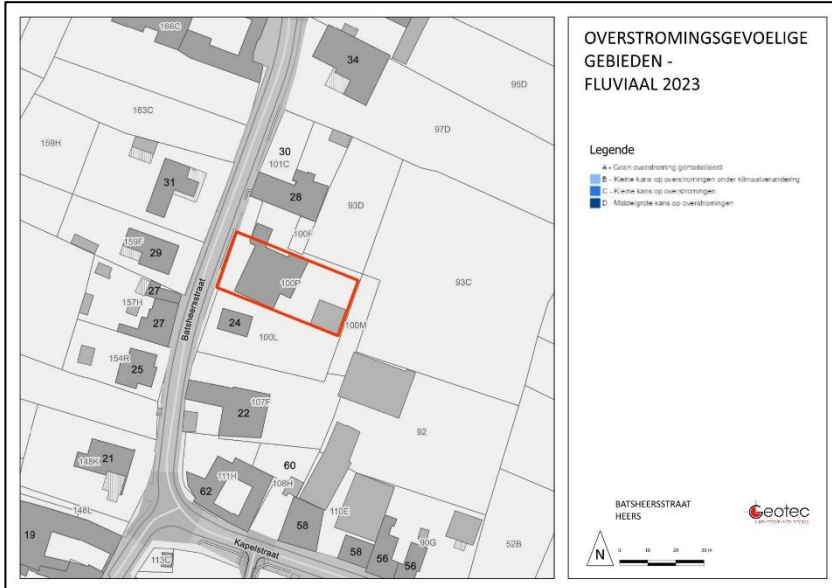 OVERSTROMINGSGEVOELIGE
GEBIEDEN -
FLUVIAAL 2023
Legende
A - Geen overstroming gemodelleerd
B - Kleine kans op overstromingen onder klimaatverandering
C - Kleine kans op overstromingen
D - Middelgrote kans op overstromingen
166C
34
95D
163C
97D
159H
30
101C
31
28
93D
100F
159F
29
100P
93C
27
157H
27
Batsheersstraat
24
100M
100L
154R
25
107F
22
92
21
148K
60
111H
108H
62
110E
148L
58
19
Kapelstraat
58
56
56
90G
52B
113C
BATSHEERSSTRAAT
HEERS
Geotec
N
0 10 20 30 m